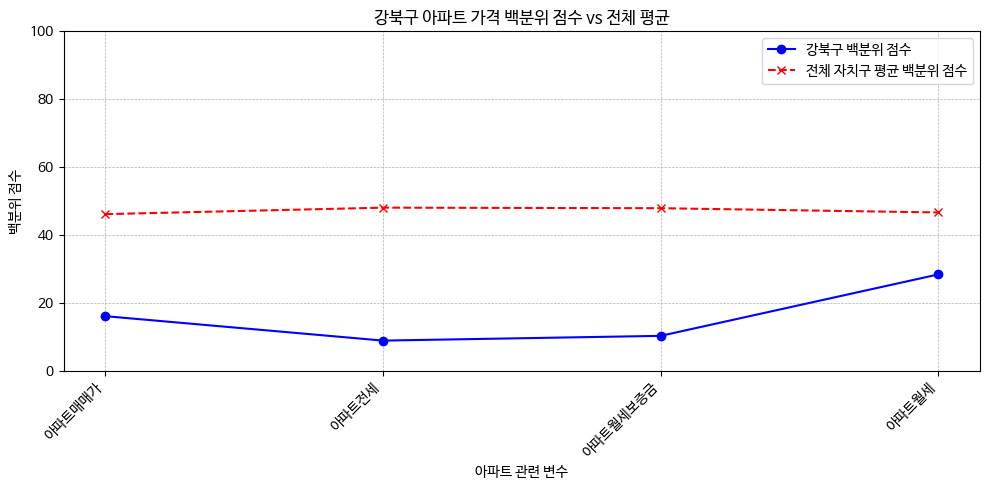 강북구 아파트 가격 백분위 점수 vs 전체 평균
강북구 백분위 점수
전체 자치구 평균 백분위 점수
백분위 점수
100
80
60
40
20
0
아파트매매가
아파트전세
아파트월세보증금
아파트월세
아파트 관련 변수